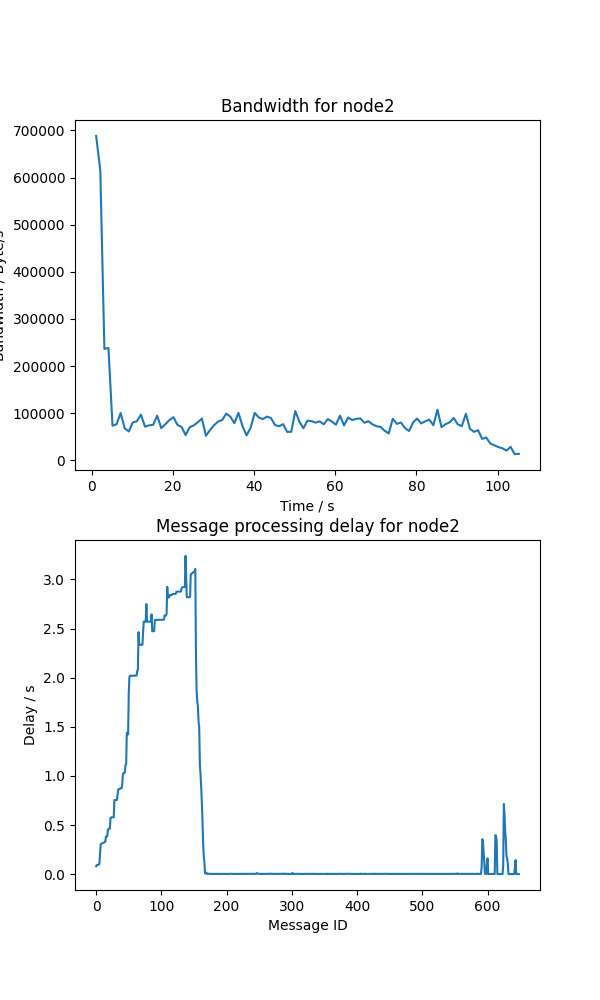 Bandwidth for node2
700000
600000
500000
400000
300000
200000
100000
0
Bandwidth / Byte/s
0 20 40 60 80 100
Time / s
Message processing delay for node2
3.0
2.5
2.0
1.5
1.0
0.5
0.0
Delay / s
0 100 200 300 400 500 600
Message ID